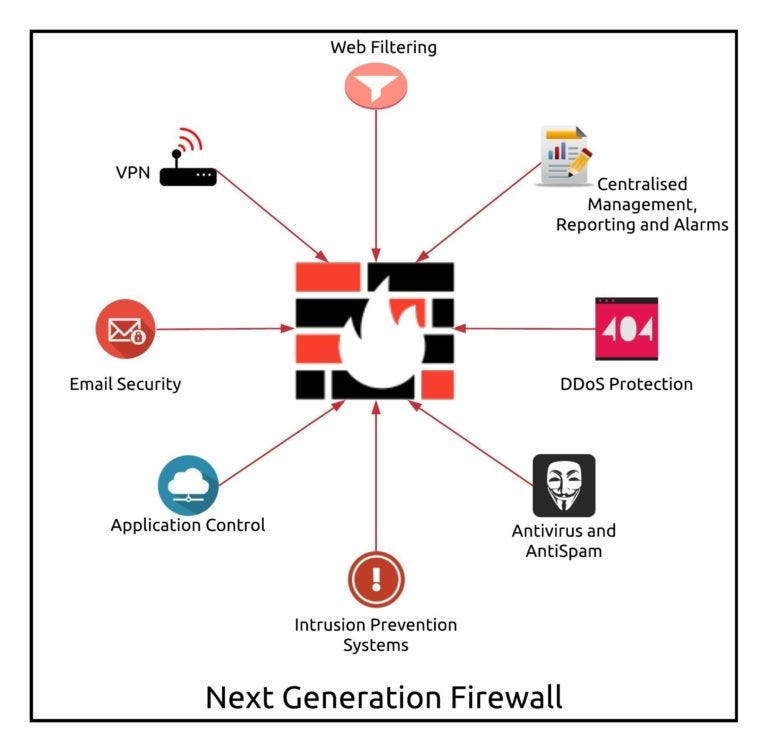 Web Filtering
VPN
Centralised
Management,
Reporting and Alarms
404
Email Security
DDoS Protection
Application Control
Antivirus and
AntiSpam
Intrusion Prevention
Systems
Next Generation Firewall